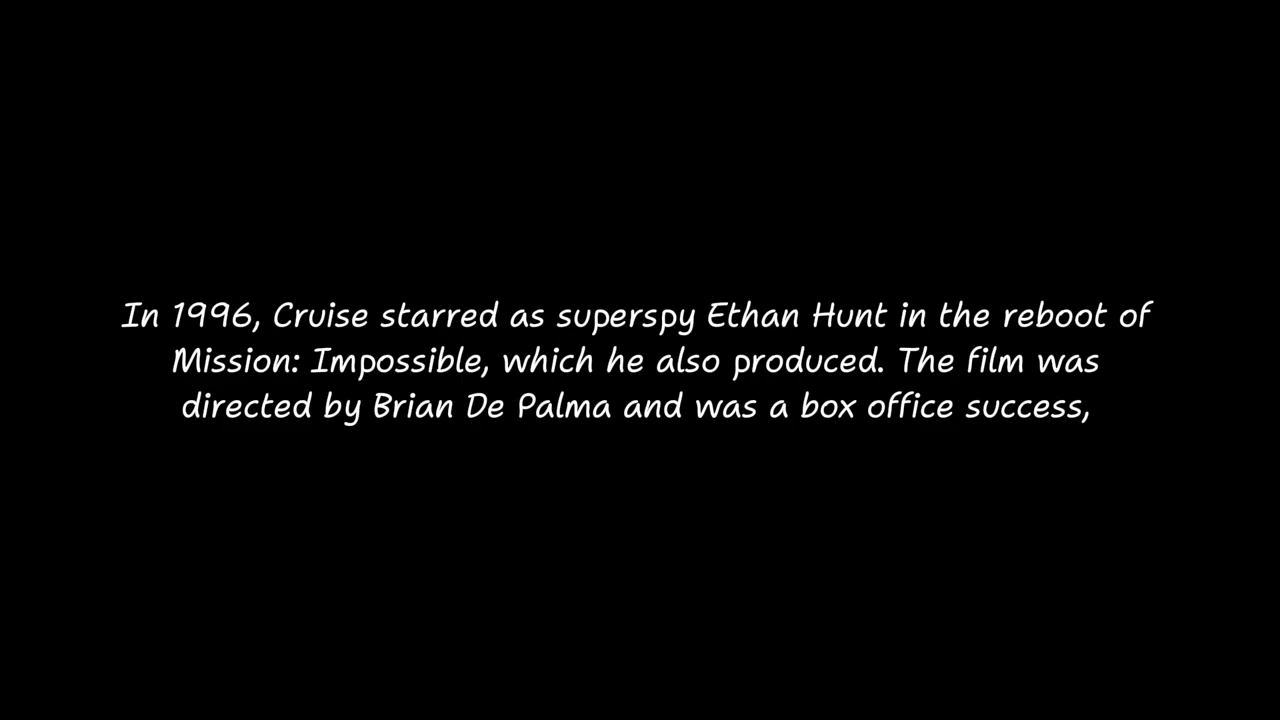 In 1996, Cruise starred as superspy Ethan Hunt in the reboot of
Mission: Impossible, which he also produced. The film was
directed by Brian De Palma and was a box office success,